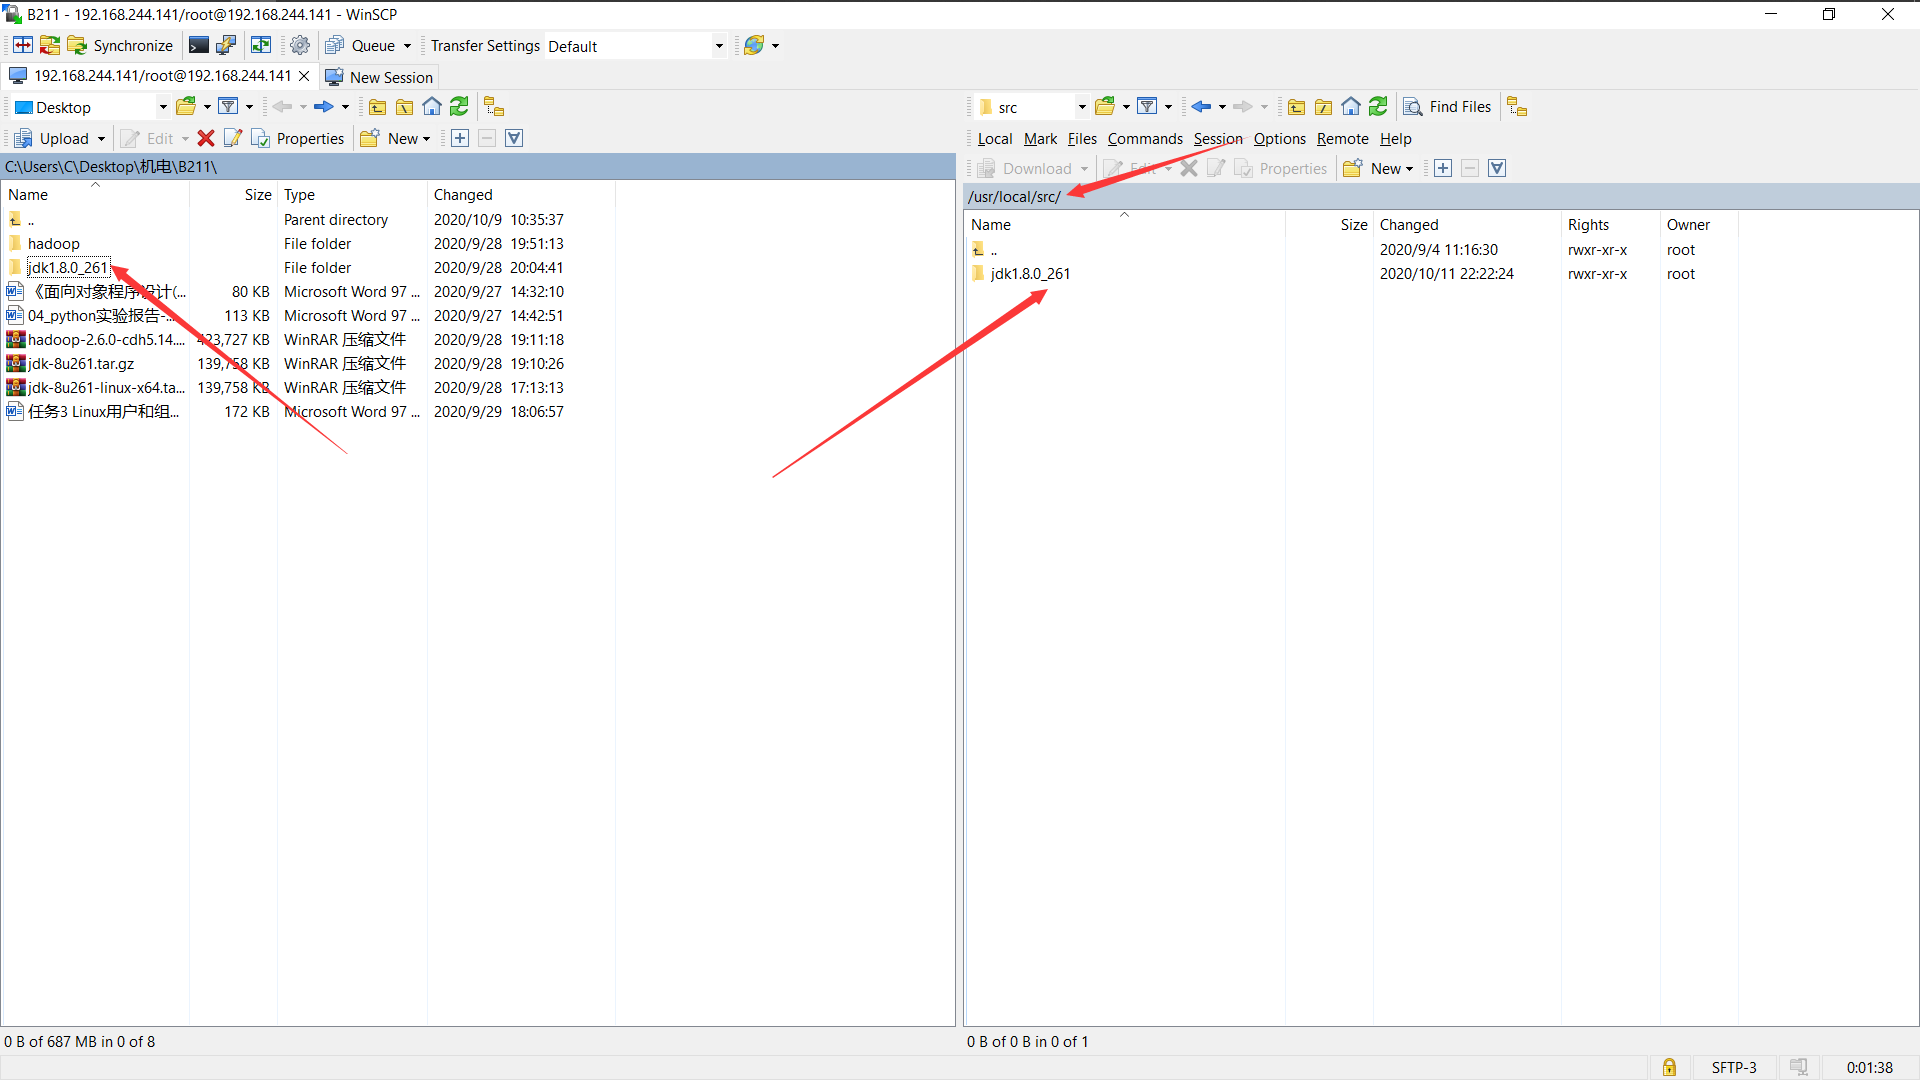 B211 - 192.168.244.141/root@192.168.244.141 - WinSCP
Synchronize Queue Transfer Settings Default
192.168.244.141/root@192.168.244.141 New Session
Desktop
Upload Edit Properties New
C:\Users\C\Desktop\机电\B211\
Name Size Type Changed
.. Parent directory 2020/10/9 10:35:37
hadoop File folder 2020/9/28 19:51:13
jdk1.8.0_261 File folder 2020/9/28 20:04:41
《面向对象程序设计(... 80 KB Microsoft Word 97 ... 2020/9/27 14:32:10
04_python实验报告-... 113 KB Microsoft Word 97 ... 2020/9/27 14:42:51
hadoop-2.6.0-cdh5.14.... 423,727 KB WinRAR 压缩文件 2020/9/28 19:11:18
jdk-8u261.tar.gz 139,758 KB WinRAR 压缩文件 2020/9/28 19:10:26
jdk-8u261-linux-x64.ta... 139,758 KB WinRAR 压缩文件 2020/9/28 17:13:13
任务3 Linux用户和组... 172 KB Microsoft Word 97 ... 2020/9/29 18:06:57
0 B of 687 MB in 0 of 8
src Find Files
Local Mark Files Commands Session Options Remote Help
Download Edit Properties New
/usr/local/src/
Name Size Changed Rights Owner
.. 2020/9/4 11:16:30 rwxr-xr-x root
jdk1.8.0_261 2020/10/11 22:22:24 rwxr-xr-x root
0 B of 0 B in 0 of 1
SFTP-3 0:01:38